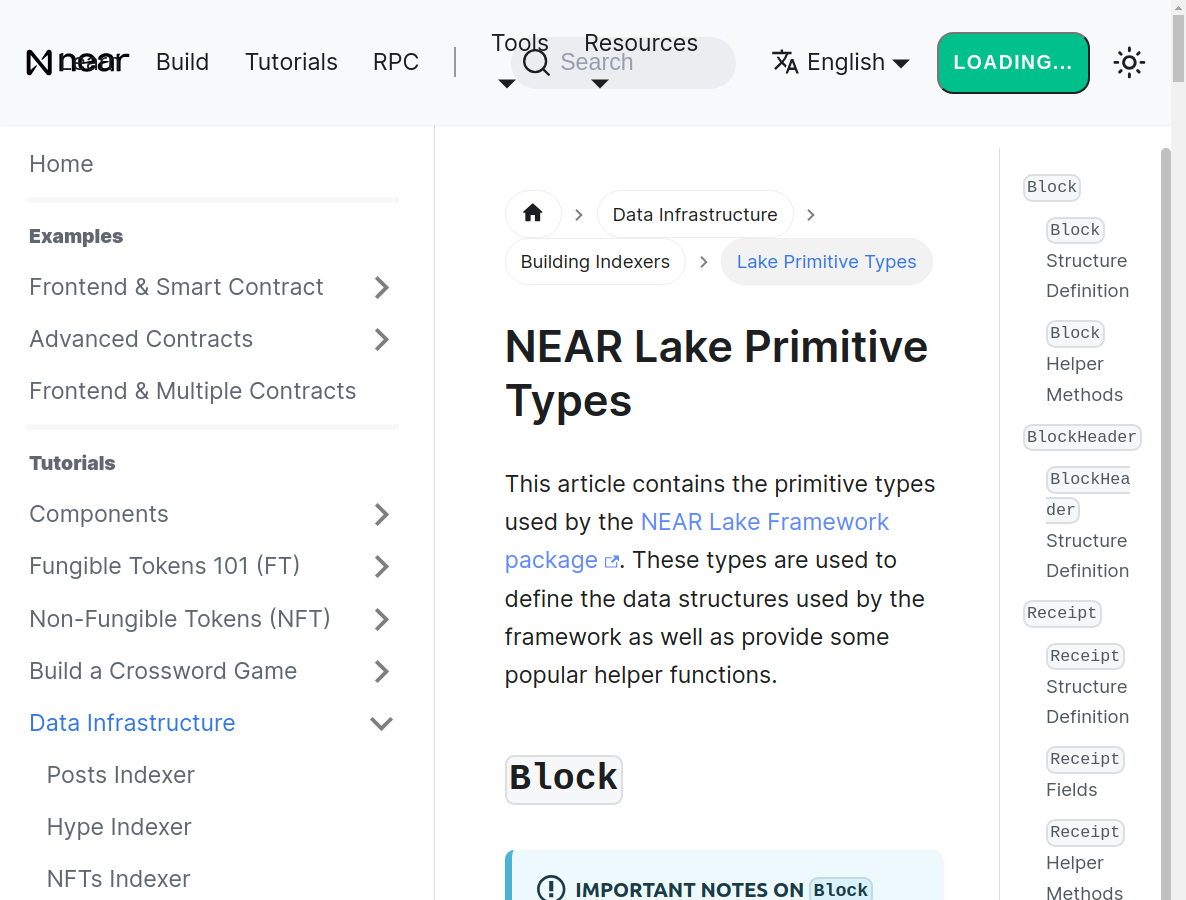 near Learn Build Tutorials RPC Tools Resources Search English LOADING...
Home
Examples
Frontend & Smart Contract
Advanced Contracts
Frontend & Multiple Contracts
Tutorials
Components
Fungible Tokens 101 (FT)
Non-Fungible Tokens (NFT)
Build a Crossword Game
Data Infrastructure
Posts Indexer
Hype Indexer
NFTs Indexer
Data Infrastructure
Building Indexers Lake Primitive Types
NEAR Lake Primitive
Types
This article contains the primitive types
used by the NEAR Lake Framework
package. These types are used to
define the data structures used by the
framework as well as provide some
popular helper functions.
Block
IMPORTANT NOTES ON Block
Block
Block
Structure
Definition
Block
Helper
Methods
BlockHeader
BlockHea
der
Structure
Definition
Receipt
Receipt
Structure
Definition
Receipt
Fields
Receipt
Helper
Methods